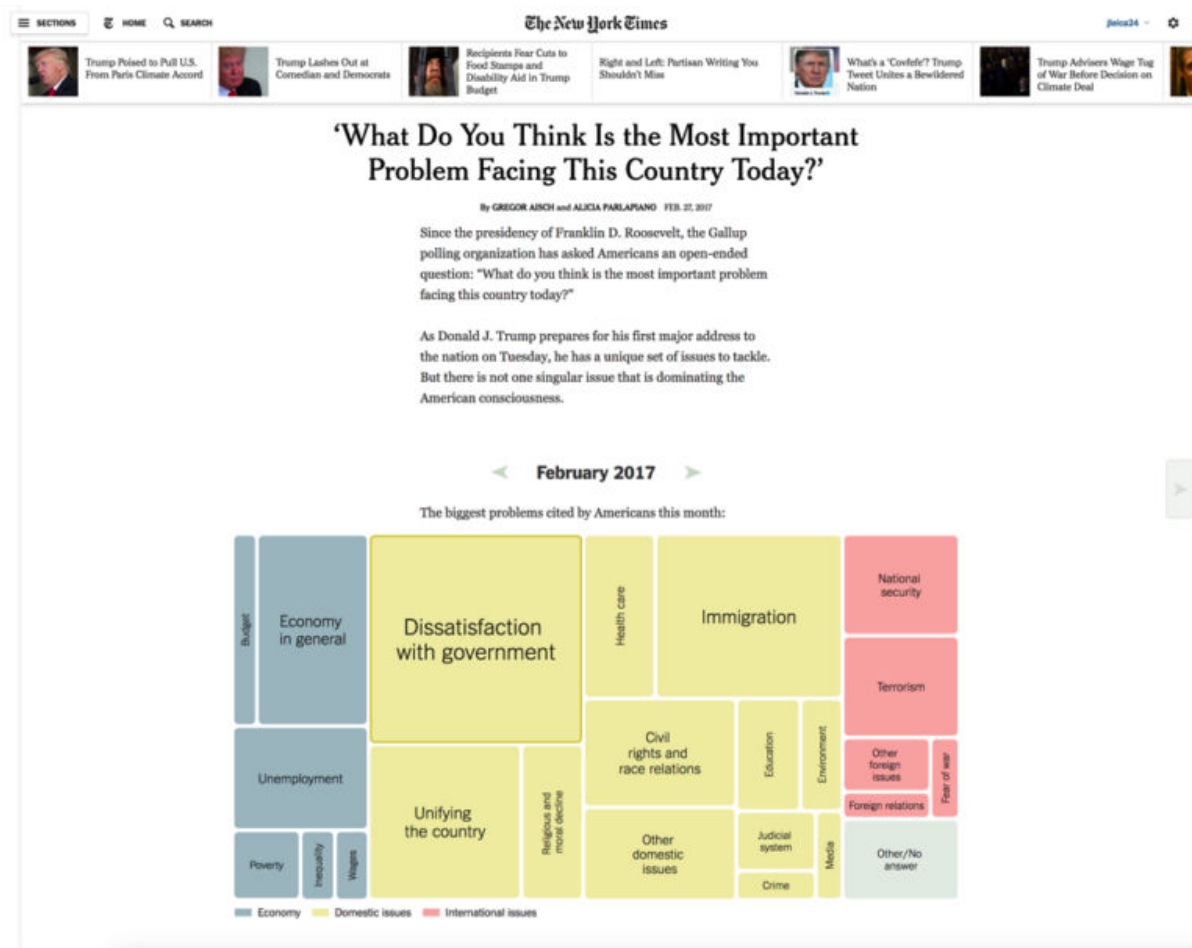 SECTIONS
HOME
SEARCH
The New York Times
jleica24
Trump Poised to Pull U.S.
From Paris Climate Accord
Trump Lashes Out at
Comedian and Democrats
Recipients Fear Cuts to
Food Stamps and
Disability Aid in Trump
Budget
Right and Left: Partisan Writing You
Shouldn't Miss
What's a 'Covfefe'? Trump
Tweet Unites a Bewildered
Nation
Trump Advisers Wage Tug
of War Before Decision on
Climate Deal
‘What Do You Think Is the Most Important
Problem Facing This Country Today?’
By GREGOR AISCH and ALICIA PARLAPIANO FEB. 27, 2017
Since the presidency of Franklin D. Roosevelt, the Gallup
polling organization has asked Americans an open-ended
question: “What do you think is the most important problem
facing this country today?”
As Donald J. Trump prepares for his first major address to
the nation on Tuesday, he has a unique set of issues to tackle.
But there is not one singular issue that is dominating the
American consciousness.
February 2017
The biggest problems cited by Americans this month:
Budget
Economy
in general
Dissatisfaction
with government
Health care
Immigration
National
security
Terrorism
Unemployment
Civil
rights and
race relations
Education
Environment
Other
foreign
issues
Fear of war
Foreign relations
Unifying
the country
Religious and
moral decline
Other
domestic
issues
Judicial
system
Media
Crime
Poverty
Inequality
Wages
Other/No
answer
Economy
Domestic issues
International issues